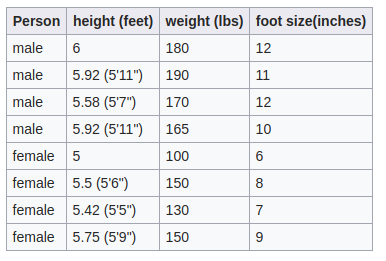 Person height (feet) weight (lbs) foot size(inches)
male 6 180 12
male 5.92 (5'11") 190 11
male 5.58 (5'7") 170 12
male 5.92 (5'11") 165 10
female 5 100 6
female 5.5 (5'6") 150 8
female 5.42 (5'5") 130 7
female 5.75 (5'9") 150 9